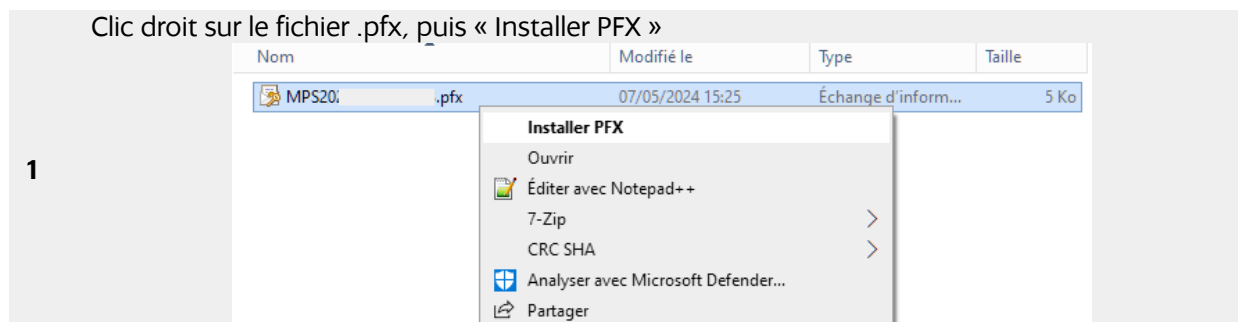 Clic droit sur le fichier .pfx, puis « Installer PFX »
Nom Modifié le Type Taille
MPS202 .pfx 07/05/2024 15:25 Échange d'inform... 5 Ko
Installer PFX
1
Ouvrir
Éditer avec Notepad++
7-Zip
CRC SHA
Analyser avec Microsoft Defender...
Partager